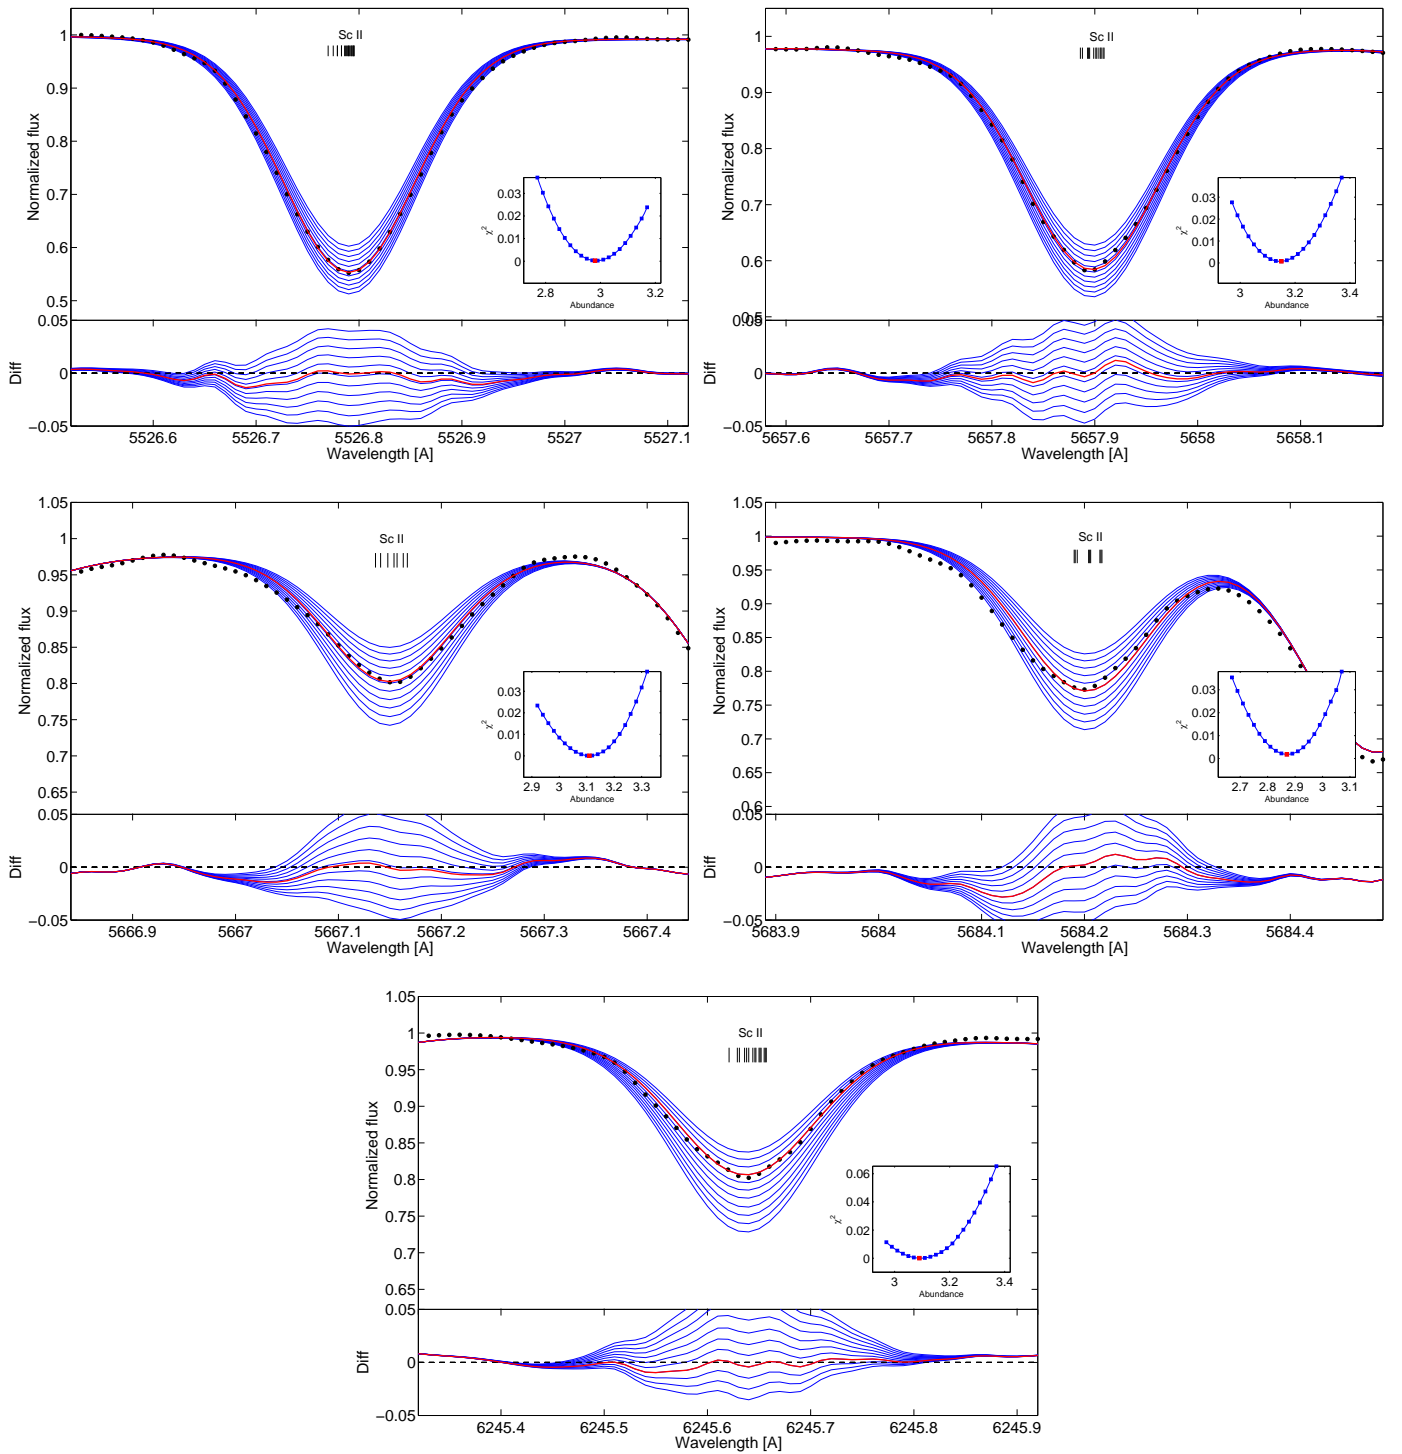 Sc II
1
0.9
0.8
0.7
0.6
0.5
Normalized flux
0.03
0.02
0.01
0
χ2
2.8 3 3.2
Abundance
0.05
0
−0.05
Diff
5526.6 5526.7 5526.8 5526.9 5527 5527.1
Wavelength [A]
Sc II
1
0.9
0.8
0.7
0.6
0.5
Normalized flux
0.03
0.02
0.01
0
χ2
3 3.2 3.4
Abundance
0.05
0
−0.05
Diff
5657.6 5657.7 5657.8 5657.9 5658 5658.1
Wavelength [A]
Sc II
1.05
1
0.95
0.9
0.85
0.8
0.75
0.7
0.65
Normalized flux
0.03
0.02
0.01
0
χ2
2.9 3 3.1 3.2 3.3
Abundance
0.05
0
−0.05
Diff
5666.9 5667 5667.1 5667.2 5667.3 5667.4
Wavelength [A]
Sc II
1.05
1
0.95
0.9
0.85
0.8
0.75
0.7
0.65
0.6
Normalized flux
0.03
0.02
0.01
0
χ2
2.7 2.8 2.9 3 3.1
Abundance
0.05
0
−0.05
Diff
5683.9 5684 5684.1 5684.2 5684.3 5684.4
Wavelength [A]
Sc II
1.05
1
0.95
0.9
0.85
0.8
0.75
0.7
0.65
Normalized flux
0.06
0.04
0.02
0
χ2
3 3.2 3.4
Abundance
0.05
0
−0.05
Diff
6245.4 6245.5 6245.6 6245.7 6245.8 6245.9
Wavelength [A]